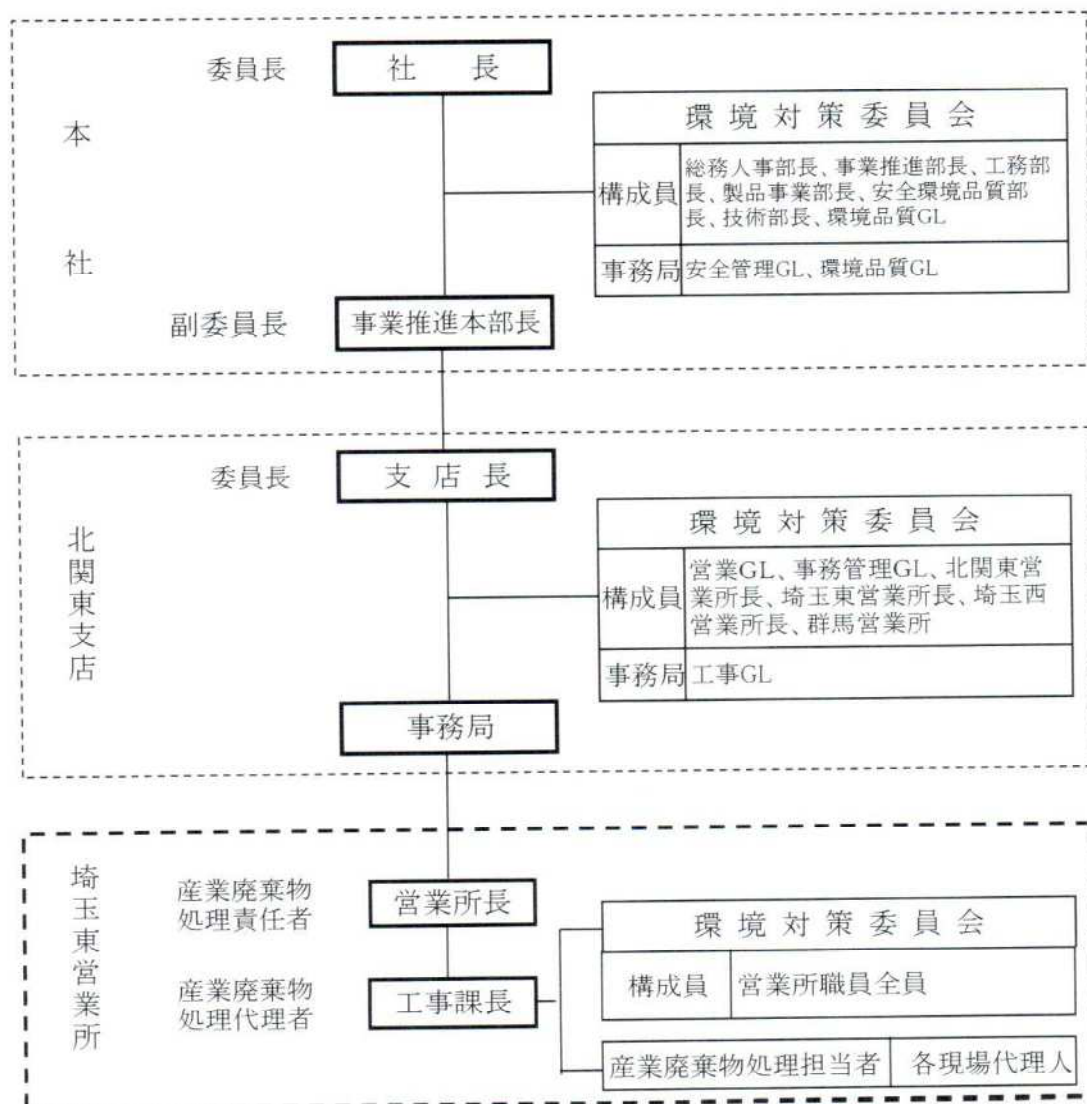 本社
委員長
社長
環境対策委員会
構成員
総務人事部長、事業推進部長、工務部
長、製品事業部長、安全環境品質部
長、技術部長、環境品質GL
事務局
安全管理GL、環境品質GL
副委員長
事業推進本部長
北関東支店
委員長
支店長
環境対策委員会
構成員
営業GL、事務管理GL、北関東営
業所長、埼玉東営業所長、埼玉西
営業所長、群馬営業所
事務局
工事GL
事務局
埼玉東営業所
産業廃棄物
処理責任者
営業所長
産業廃棄物
処理代理者
工事課長
環境対策委員会
構成員
営業所職員全員
産業廃棄物処理担当者
各現場代理人